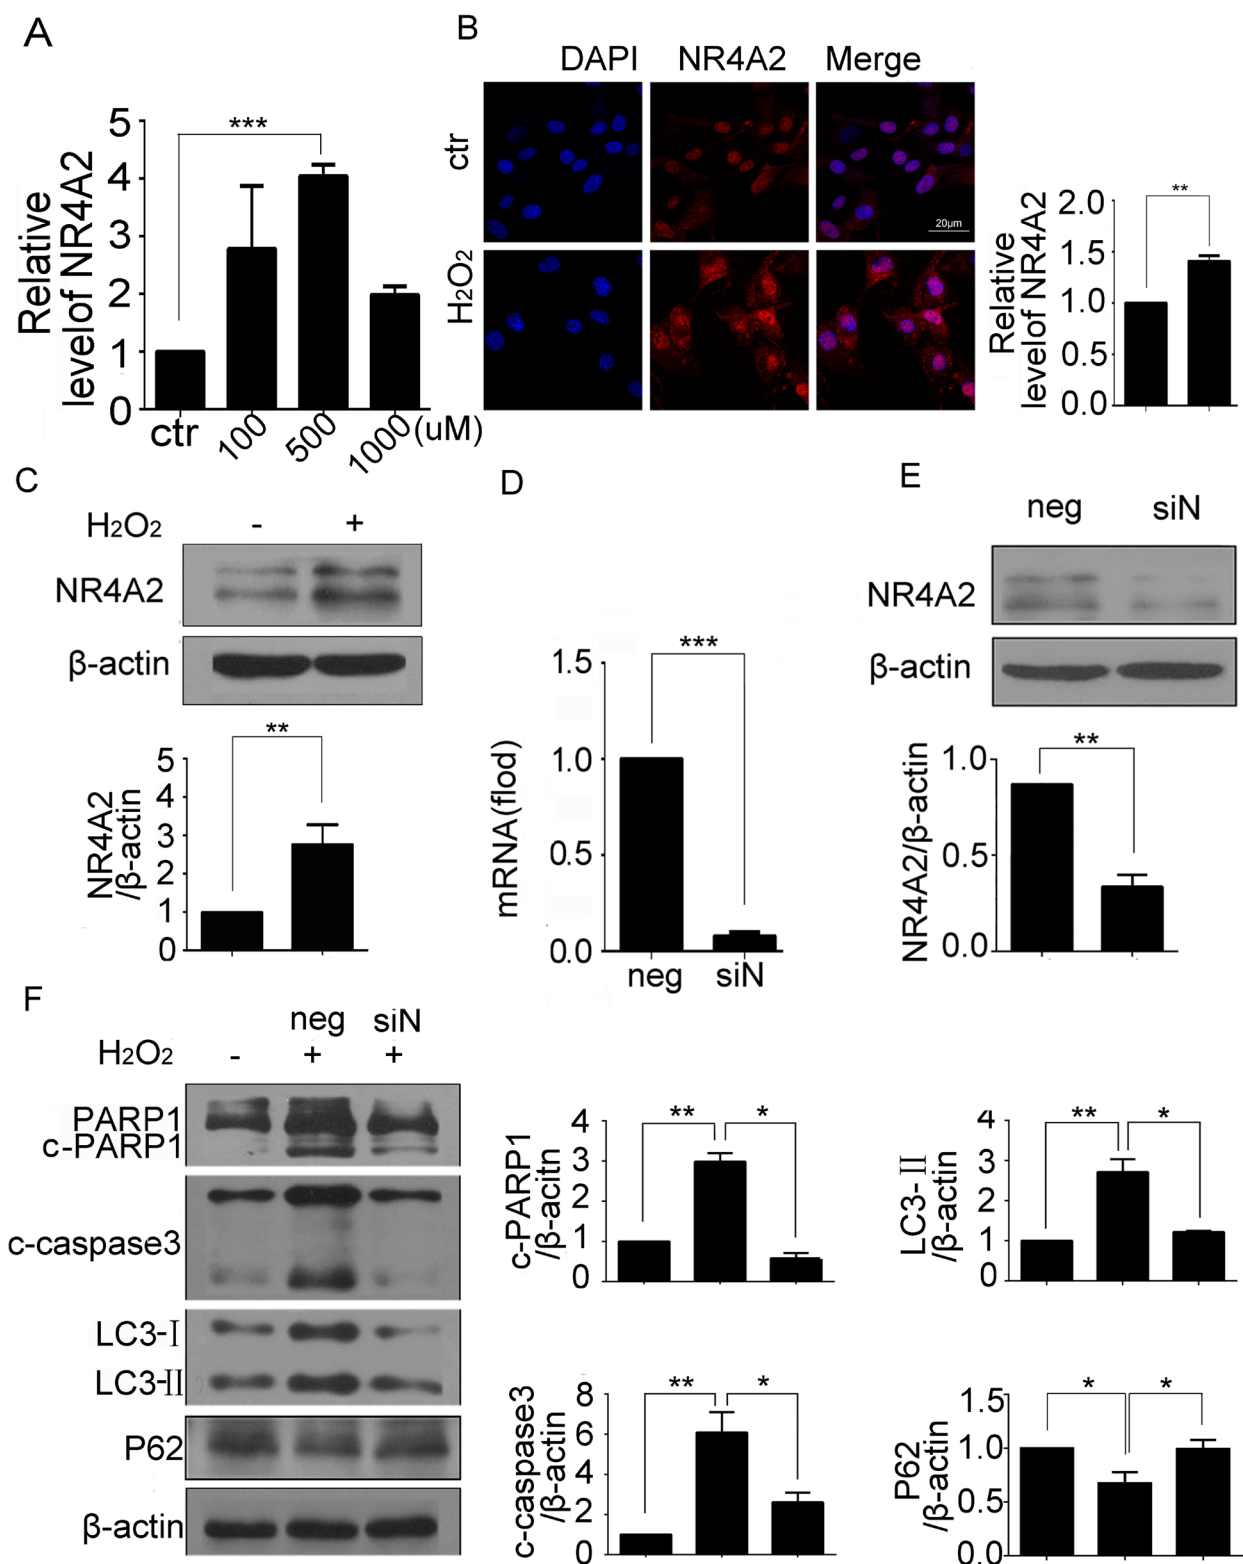 A
Relative
levelof NR4A2
5
4
3
2
1
0
***
ctr
100
500
1000
(uM)
B
DAPI
NR4A2
Merge
ctr
H2O2
20μm
Relative
levelof NR4A2
2.0
1.5
1.0
0.5
0.0
**
C
H2O2 - +
NR4A2
β-actin
NR4A2
/β-actin
5
4
3
2
1
0
**
D
mRNA(flod)
1.5
1.0
0.5
0.0
***
neg siN
E
neg siN
NR4A2
β-actin
NR4A2/β-actin
1.0
0.5
0.0
**
F
neg siN
H2O2 - + +
PARP1
c-PARP1
c-caspase3
LC3-Ⅰ
LC3-Ⅱ
P62
β-actin
c-PARP1
/β-acitn
4
3
2
1
0
** *
LC3-Ⅱ
/β-actin
4
3
2
1
0
** *
c-caspase3
/β-actin
8
6
4
2
0
** *
P62
/β-actin
1.5
1.0
0.5
0.0
* *